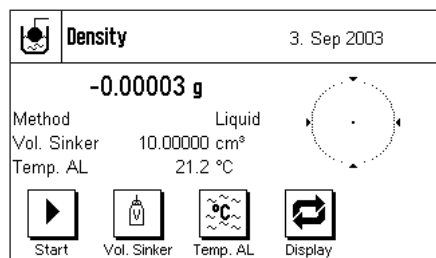 Density 3. Sep 2003
-0.00003 g
Method Liquid
Vol. Sinker 10.00000 cm³
Temp. AL 21.2 °C
V °C
Start Vol. Sinker Temp. AL Display